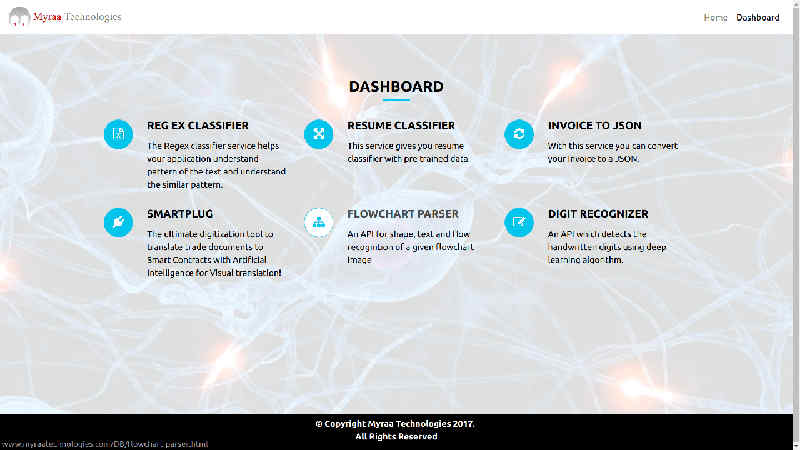 Myraa Technologies
Home Dashboard
DASHBOARD
REG EX CLASSIFIER
The Regex classifier service helps
your application understand
pattern of the text and understand
the similar pattern.
RESUME CLASSIFIER
This service gives you resume
classifier with pre trained data
INVOICE TO JSON
With this service you can convert
your Invoice to a JSON.
SMARTPLUG
The ultimate digitization tool to
translate trade documents to
Smart Contracts with Artificial
Intelligence for Visual translation!
FLOWCHART PARSER
An API for shape, text and Flow
recognition of a given flowchart
image
DIGIT RECOGNIZER
An API which detects the
handwritten digits using deep
learning algorithm.
© Copyright Myraa Technologies 2017.
All Rights Reserved
www.myraatechnologies.com/DB/flowchart-parser.html